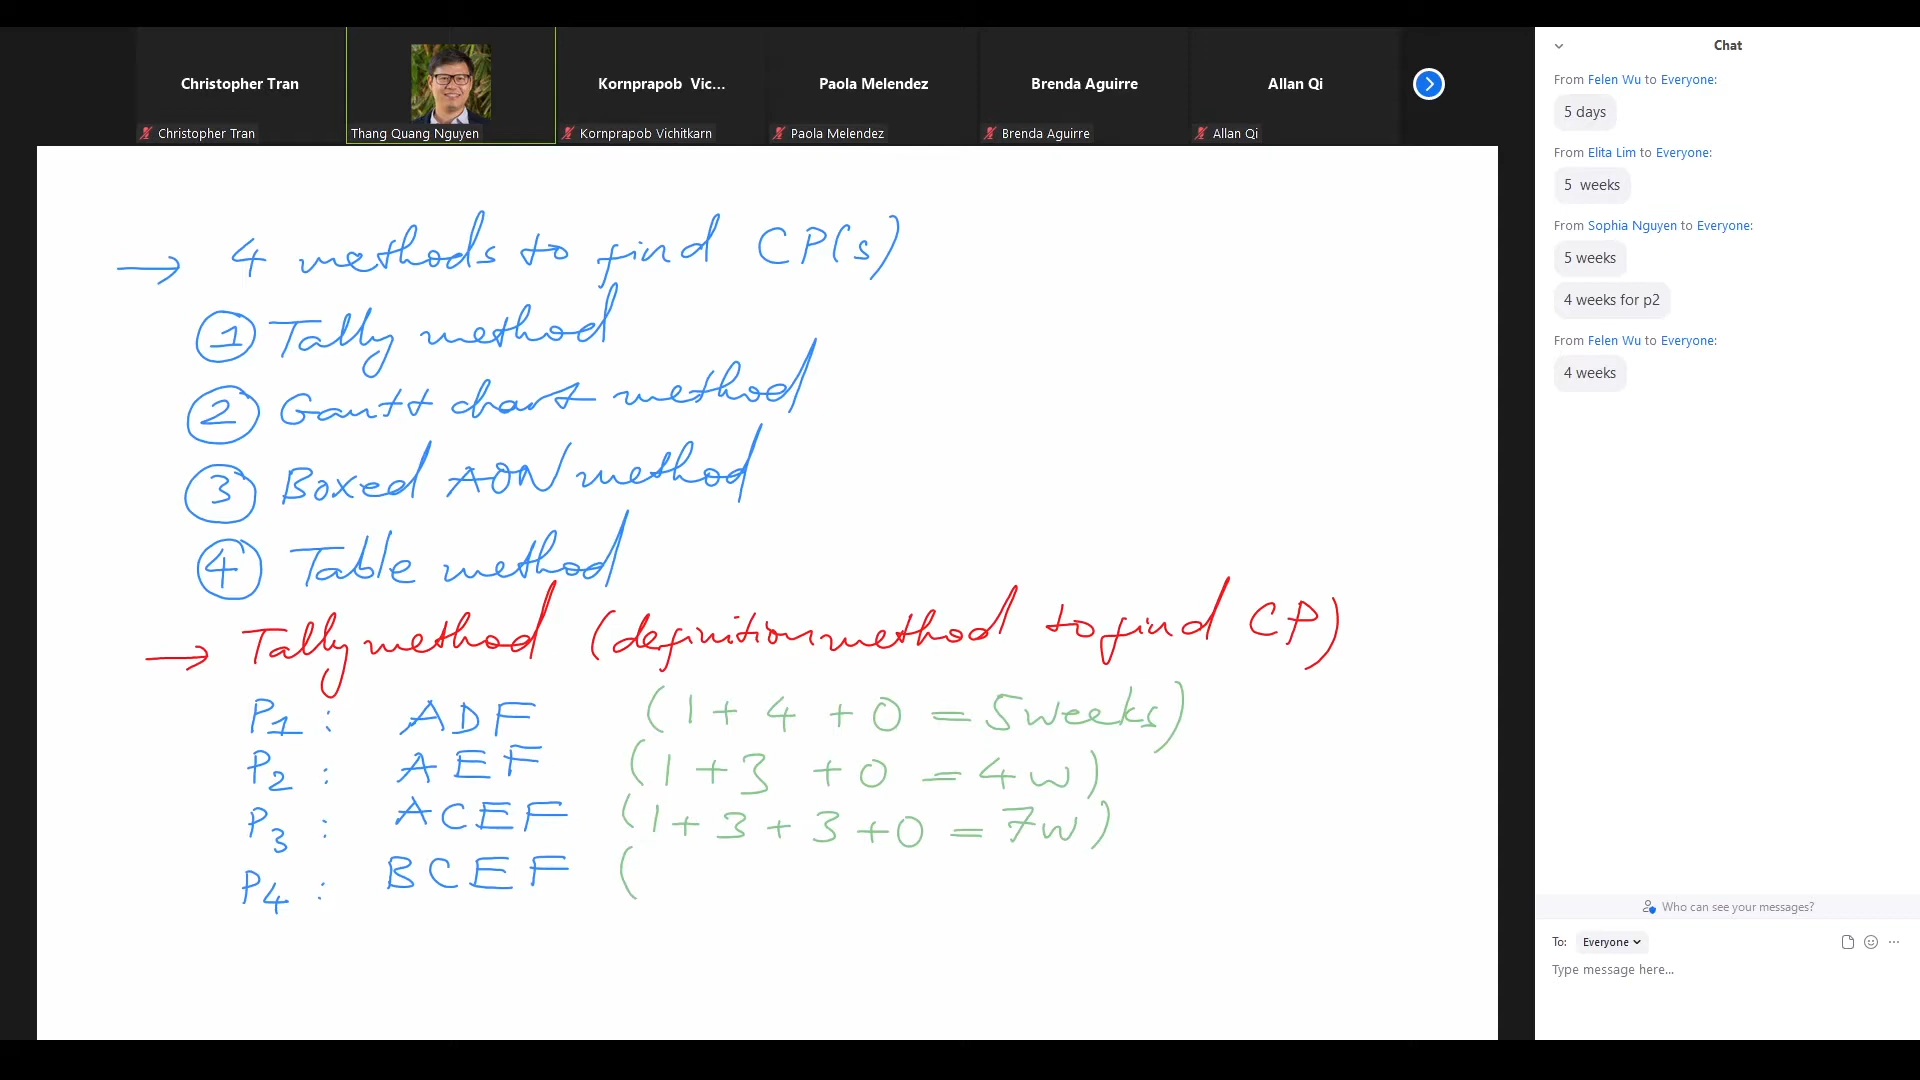 Christopher Tran
Kornprapob Vic...
Paola Melendez
Brenda Aguirre
Allan Qi
Christopher Tran
Thang Quang Nguyen
Kornprapob Vichitkarn
Paola Melendez
Brenda Aguirre
Allan Qi
→ 4 methods to find CP(s)
① Tally method
② Gantt chart method
③ Boxed AON method
④ Table method
→ Tally method (definition method to find CP)
P1 : ADF (1 + 4 + 0 = 5 weeks)
P2 : AEF (1 + 3 + 0 = 4 w)
P3 : ACEF (1 + 3 + 3 + 0 = 7 w)
P4 : BCEF (
Chat
From Felen Wu to Everyone:
5 days
From Elita Lim to Everyone:
5 weeks
From Sophia Nguyen to Everyone:
5 weeks
4 weeks for p2
From Felen Wu to Everyone:
4 weeks
Who can see your messages?
To: Everyone
Type message here...